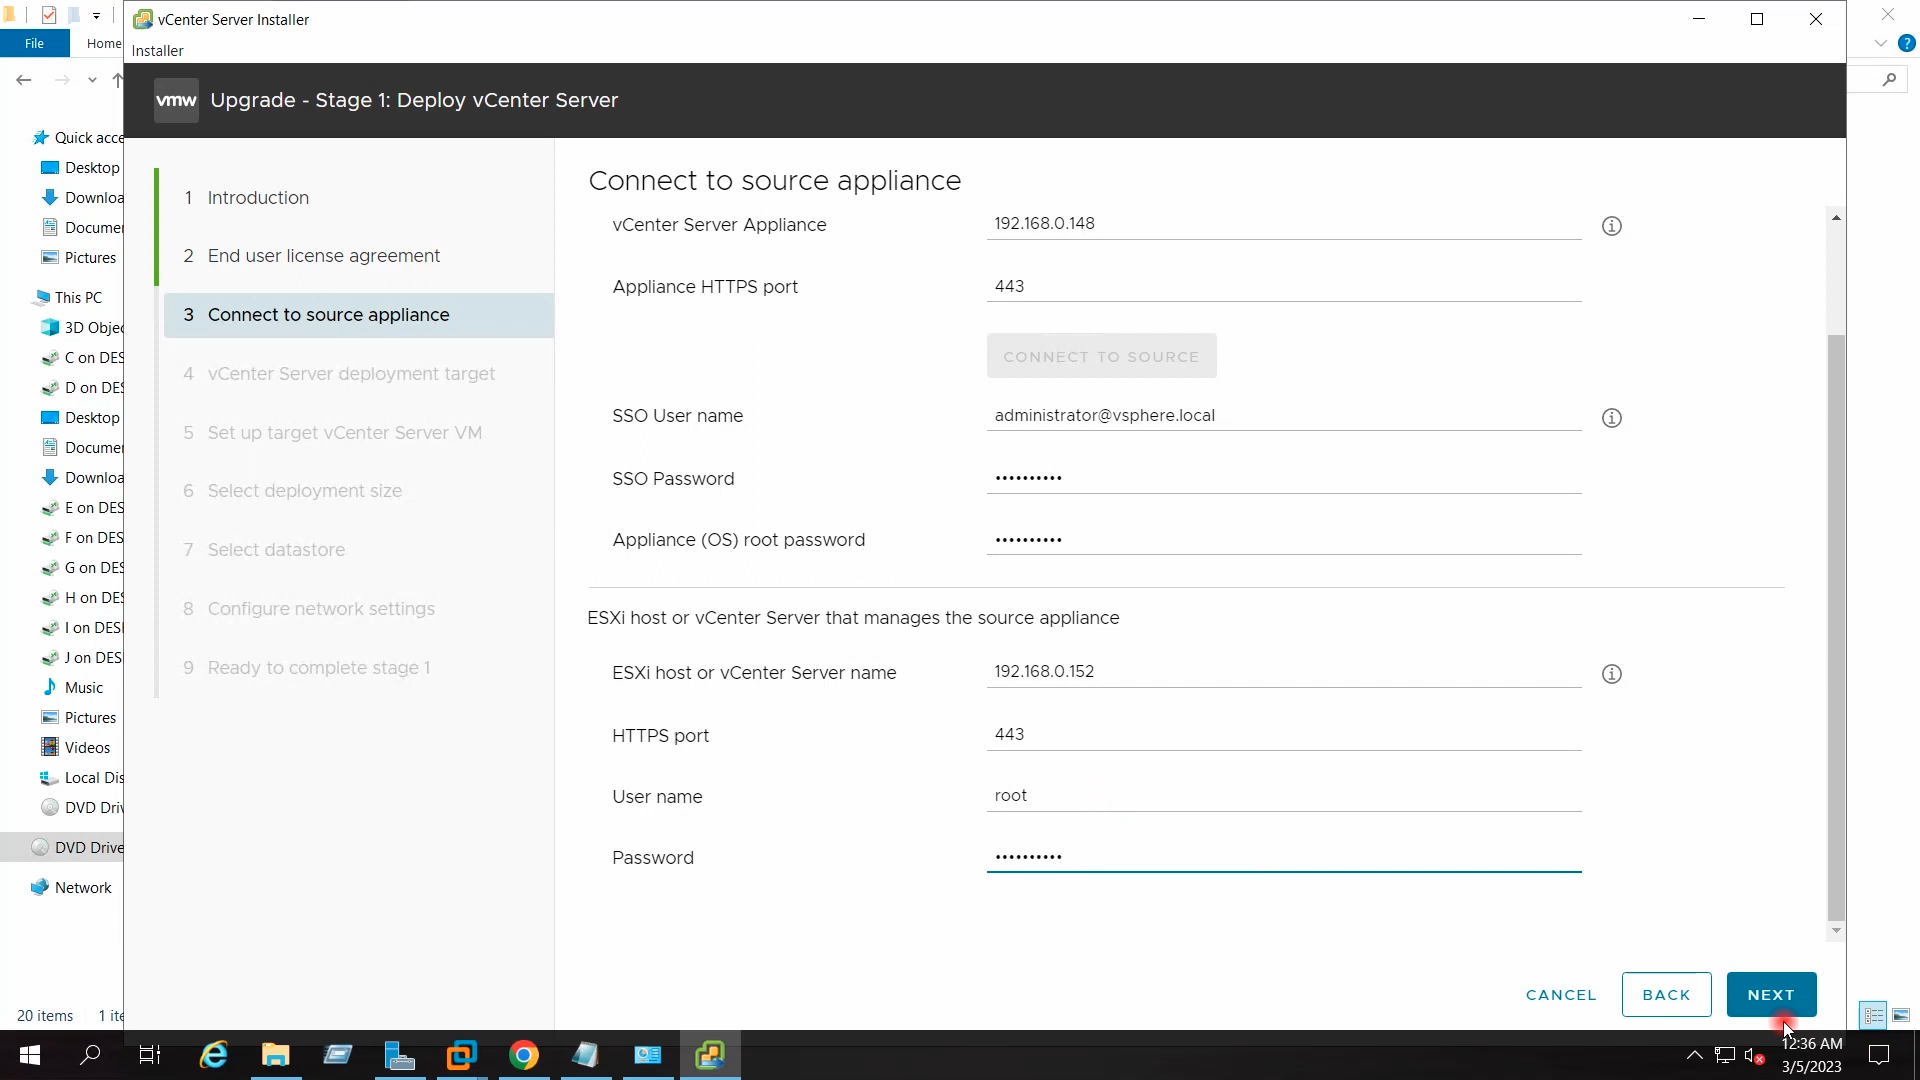 vCenter Server Installer
File
Home
Installer
vmw
Upgrade - Stage 1: Deploy vCenter Server
Quick acce
Desktop
Downloa
Documer
Pictures
This PC
3D Objec
C on DES
D on DES
Desktop
Documer
Downloa
E on DES
F on DES
G on DES
H on DES
I on DESI
J on DES
Music
Pictures
Videos
Local Dis
DVD Driv
DVD Drive
Network
20 items
1 ite
1 Introduction
2 End user license agreement
3 Connect to source appliance
4 vCenter Server deployment target
5 Set up target vCenter Server VM
6 Select deployment size
7 Select datastore
8 Configure network settings
9 Ready to complete stage 1
Connect to source appliance
vCenter Server Appliance 192.168.0.148
Appliance HTTPS port 443
CONNECT TO SOURCE
SSO User name administrator@vsphere.local
SSO Password ••••••••••
Appliance (OS) root password ••••••••••
ESXi host or vCenter Server that manages the source appliance
ESXi host or vCenter Server name 192.168.0.152
HTTPS port 443
User name root
Password ••••••••••
CANCEL
BACK
NEXT
12:36 AM
3/5/2023